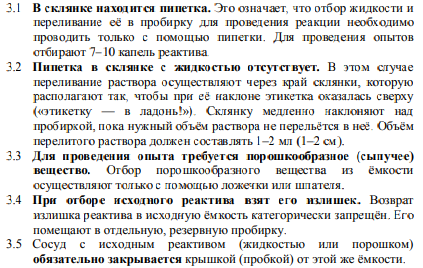 3.1 В склянке находится пипетка. Это означает, что отбор жидкости и
переливание её в пробирку для проведения реакции необходимо
проводить только с помощью пипетки. Для проведения опытов
отбирают 7–10 капель реактива.
3.2 Пипетка в склянке с жидкостью отсутствует. В этом случае
переливание раствора осуществляют через край склянки, которую
располагают так, чтобы при её наклоне этикетка оказалась сверху
(«этикетку — в ладонь!»). Склянку медленно наклоняют над
пробиркой, пока нужный объём раствора не перельётся в неё. Объём
перелитого раствора должен составлять 1–2 мл (1–2 см).
3.3 Для проведения опыта требуется порошкообразное (сыпучее)
вещество. Отбор порошкообразного вещества из ёмкости
осуществляют только с помощью ложечки или шпателя.
3.4 При отборе исходного реактива взят его излишек. Возврат
излишка реактива в исходную ёмкость категорически запрещён. Его
помещают в отдельную, резервную пробирку.
3.5 Сосуд с исходным реактивом (жидкостью или порошком)
обязательно закрывается крышкой (пробкой) от этой же ёмкости.